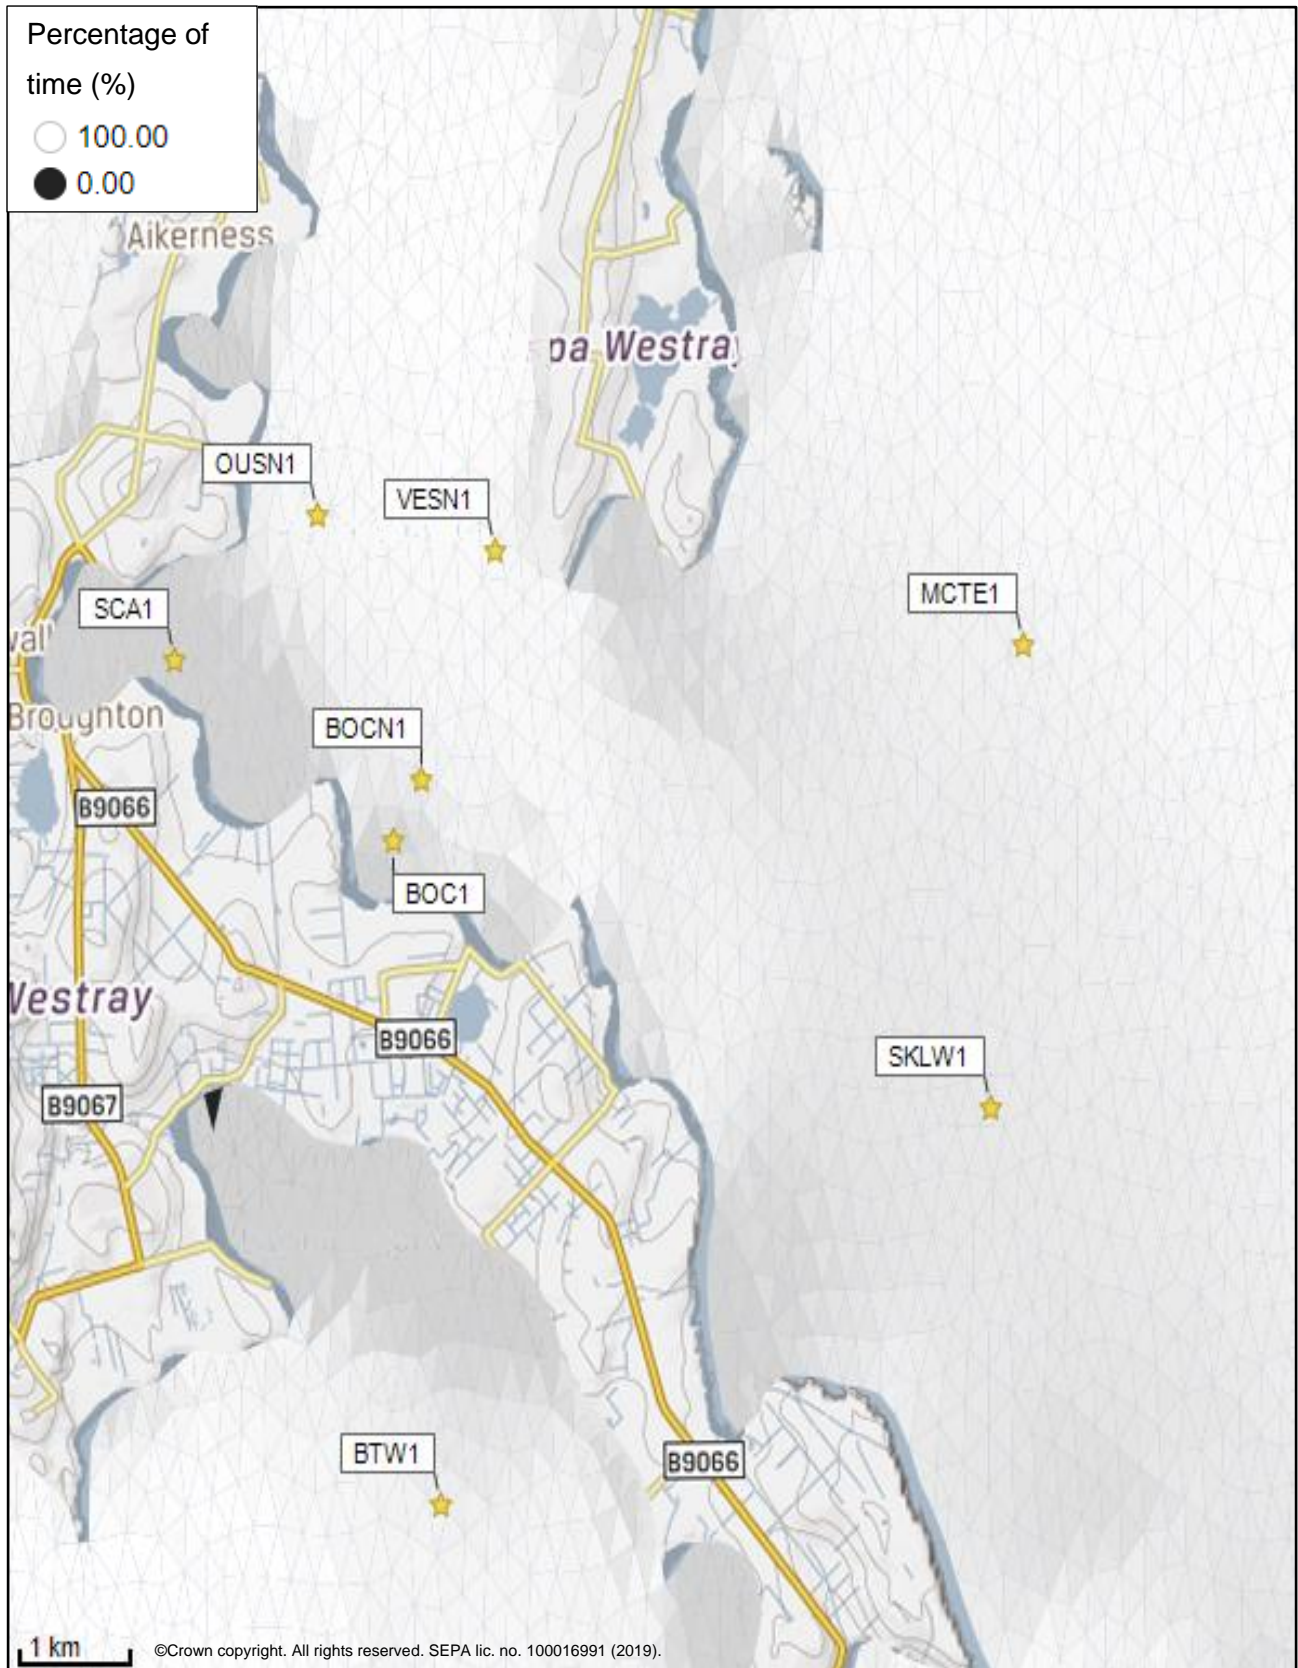 Percentage of
time (%)
100.00
0.00
Aikerness
pa Westray
OUSN1
VESN1
MCTE1
SCA1
wall
Broughton
BOCN1
B9066
BOC1
Westray
B9066
SKLW1
B9067
BTW1
B9066
1 km
©Crown copyright. All rights reserved. SEPA lic. no. 100016991 (2019).